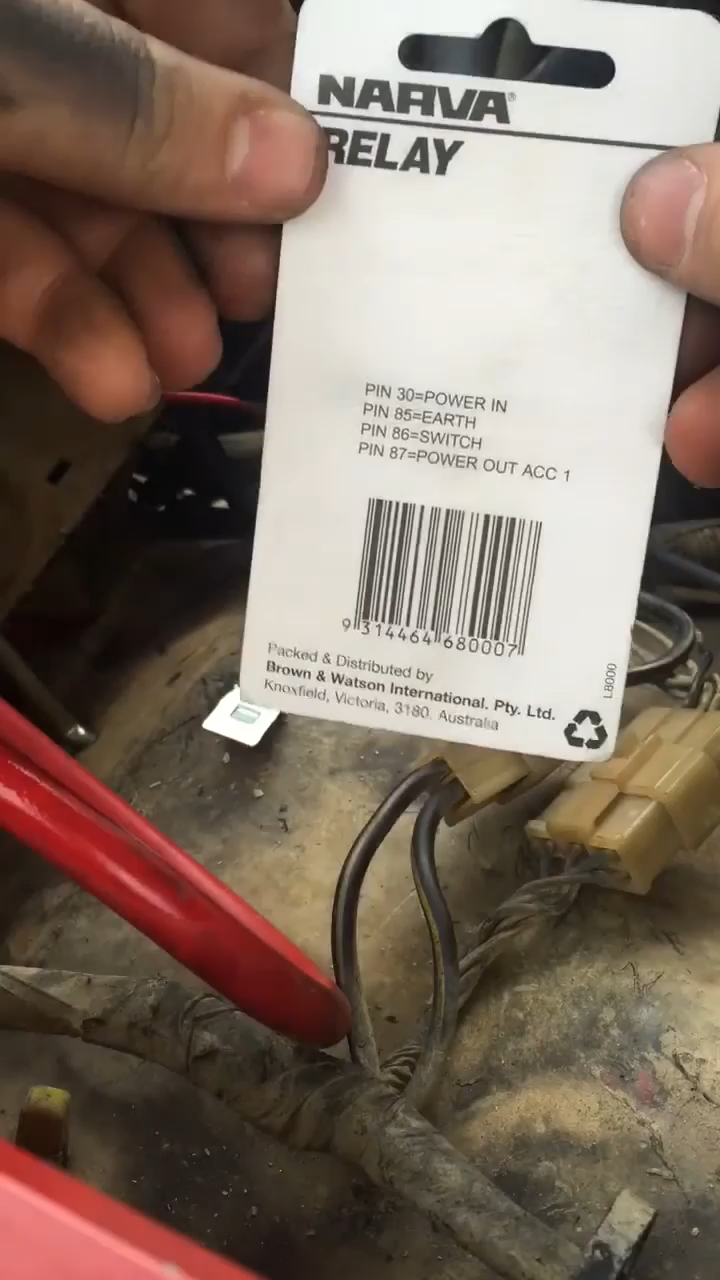 NARVA®
RELAY
PIN 30=POWER IN
PIN 85=EARTH
PIN 86=SWITCH
PIN 87=POWER OUT ACC 1
9 314464 680007
Packed & Distributed by
Brown & Watson International. Pty. Ltd.
Knoxfield, Victoria, 3180. Australia
L8000